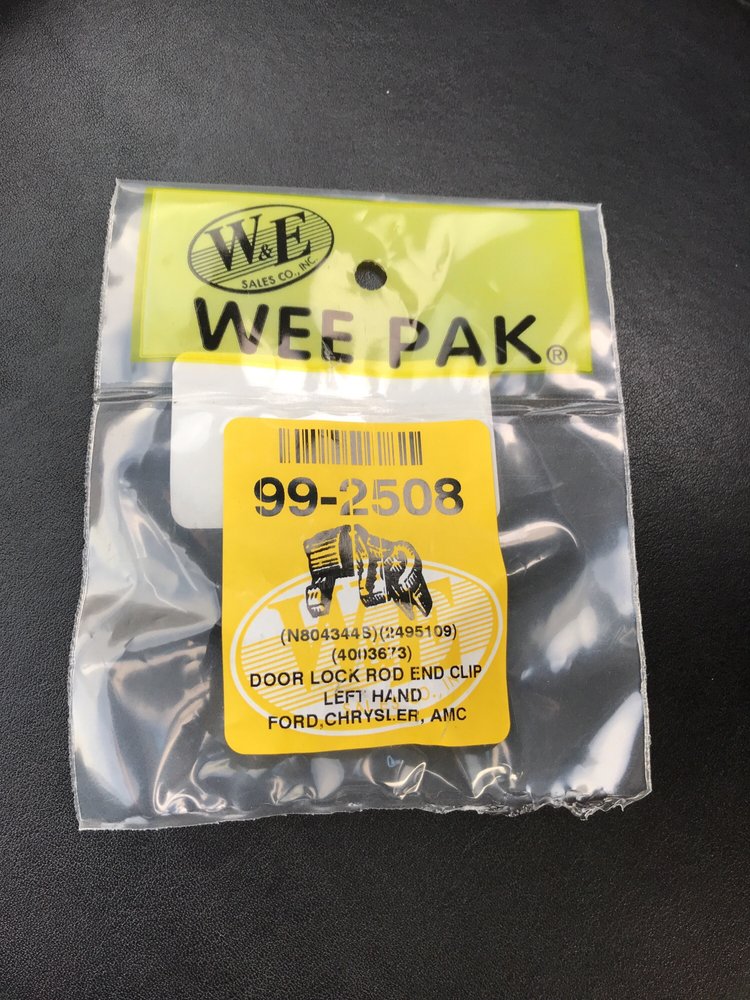 W&E
SALES CO., INC.
WEE PAK®
99-2508
(N804344S)(2495109)
(4003673)
DOOR LOCK ROD END CLIP
LEFT HAND
FORD,CHRYSLER, AMC